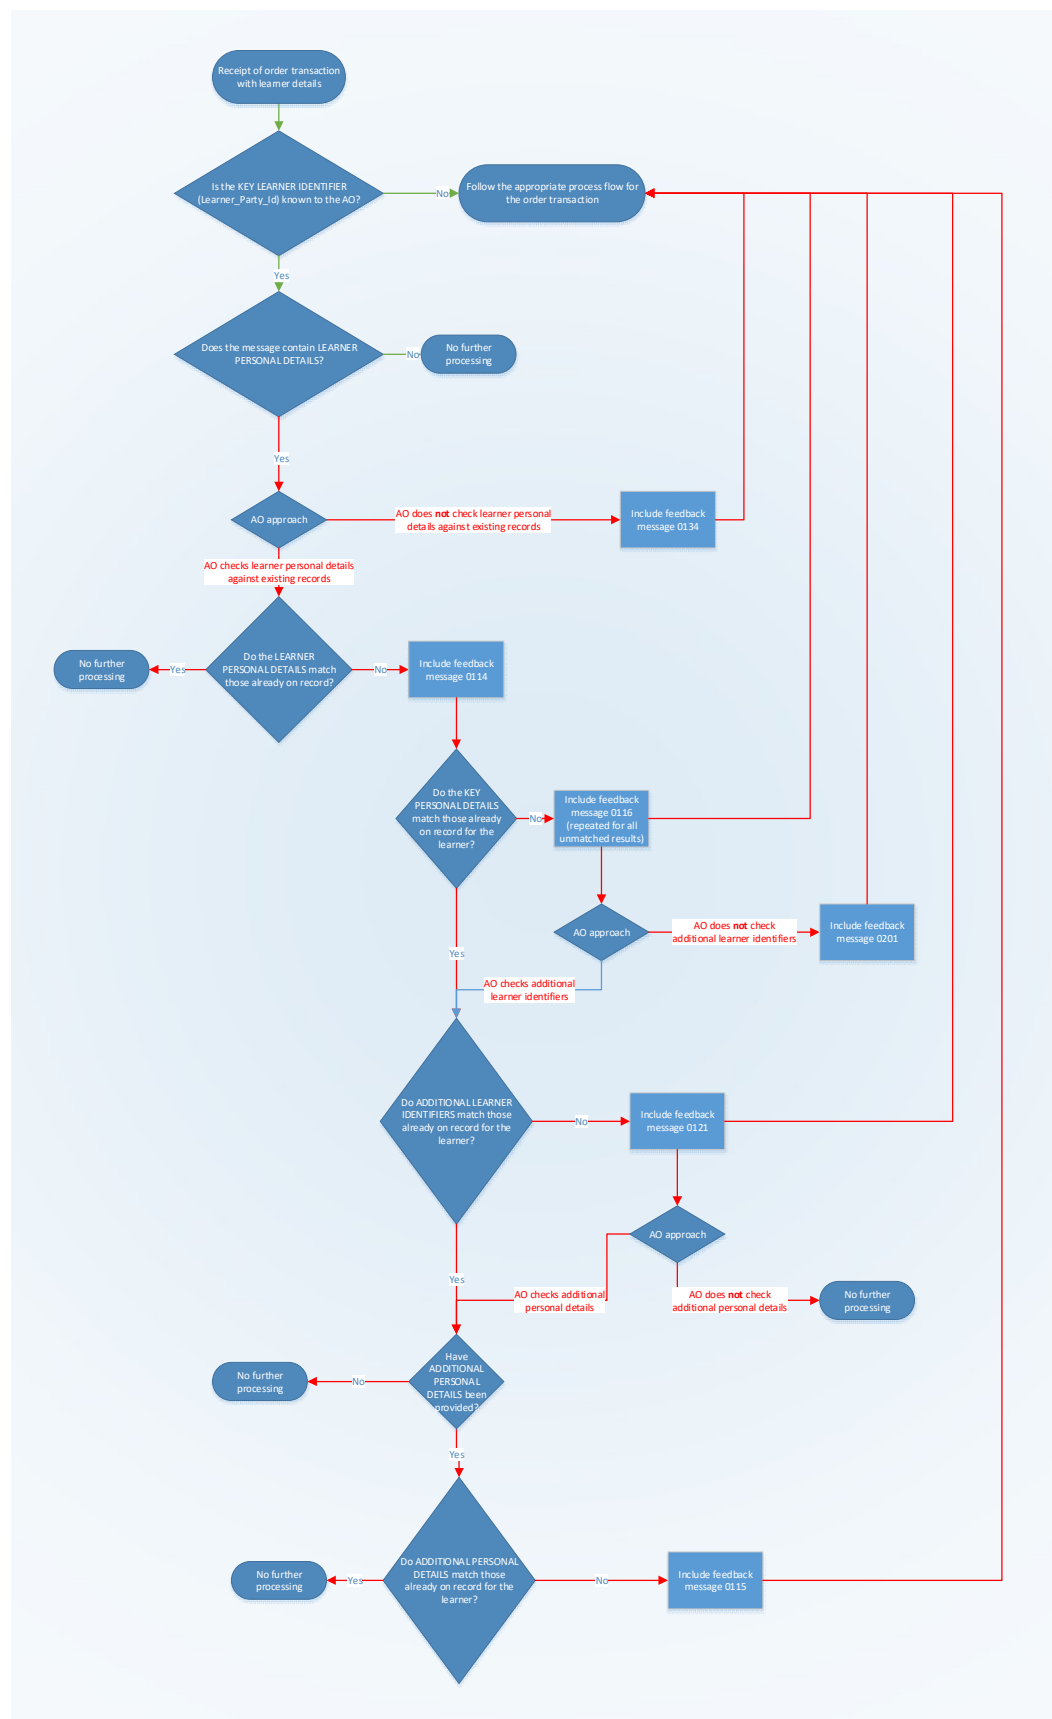 Receipt of order transaction
with learner details
Is the KEY LEARNER IDENTIFIER
(Learner_Party_Id) known to the AO?
No
Follow the appropriate process flow for
the order transaction
Yes
Does the message contain LEARNER
PERSONAL DETAILS?
No
No further
processing
Yes
AO approach
AO does not check learner personal
details against existing records
Include feedback
message 0134
AO checks learner personal details
against existing records
Do the LEARNER
PERSONAL DETAILS match
those already on record?
Yes
No further
processing
No
Include feedback
message 0114
Do the KEY
PERSONAL DETAILS
match those already
on record for the
learner?
No
Include feedback
message 0116
(repeated for all
unmatched results)
AO approach
AO does not check
additional learner identifiers
Include feedback
message 0201
Yes
AO checks additional
learner identifiers
Do ADDITIONAL LEARNER
IDENTIFIERS match those
already on record for the
learner?
No
Include feedback
message 0121
AO approach
Yes
AO checks additional
personal details
AO does not check
additional personal details
No further
processing
Have
ADDITIONAL
PERSONAL
DETAILS been
provided?
No
No further
processing
Yes
Do ADDITIONAL PERSONAL
DETAILS match those
already on record for the
learner?
Yes
No further
processing
No
Include feedback
message 0115